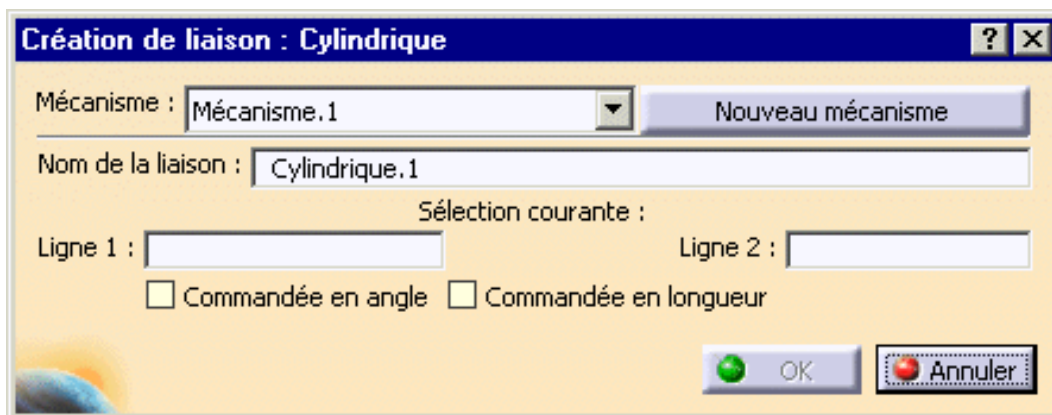 Création de liaison : Cylindrique
Mécanisme : Mécanisme.1 Nouveau mécanisme
Nom de la liaison : Cylindrique.1
Sélection courante :
Ligne 1 : Ligne 2 :
Commandée en angle Commandée en longueur
OK Annuler